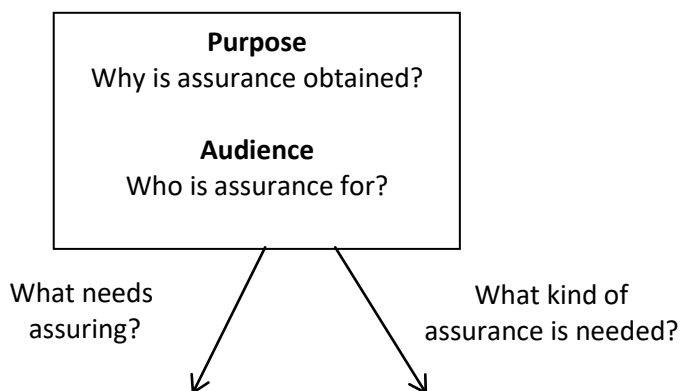 Purpose
Why is assurance obtained?
Audience
Who is assurance for?
What needs
assuring?
What kind of
assurance is needed?